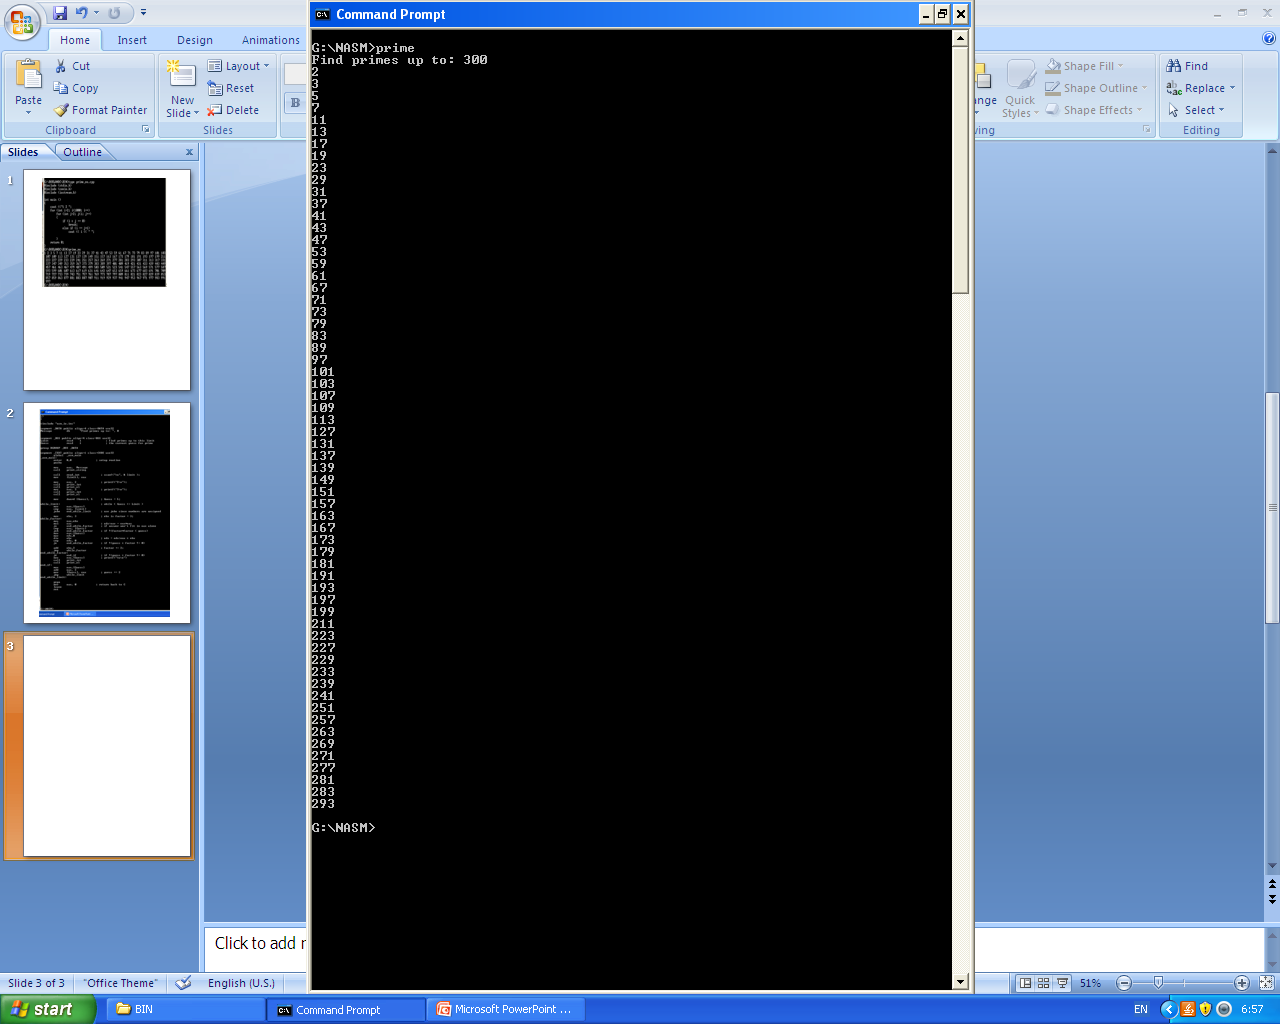 Command Prompt
Home
Insert
Design
Animations
Paste
Cut
Copy
Format Painter
Clipboard
New
Slide
Layout
Reset
Delete
Slides
B
Quick
Styles
Shape Fill
Shape Outline
Shape Effects
Find
Replace
Select
Editing
Slides
Outline
1
2
3
G:\NASM>prime
Find primes up to: 300
2
3
5
7
11
13
17
19
23
29
31
37
41
43
47
53
59
61
67
71
73
79
83
89
97
101
103
107
109
113
127
131
137
139
149
151
157
163
167
173
179
181
191
193
197
199
211
223
227
229
233
239
241
251
257
263
269
271
277
281
283
293
G:\NASM>
Click to add
Slide 3 of 3
"Office Theme"
English (U.S.)
51%
start
BIN
Command Prompt
Microsoft PowerPoint ...
EN
6:57